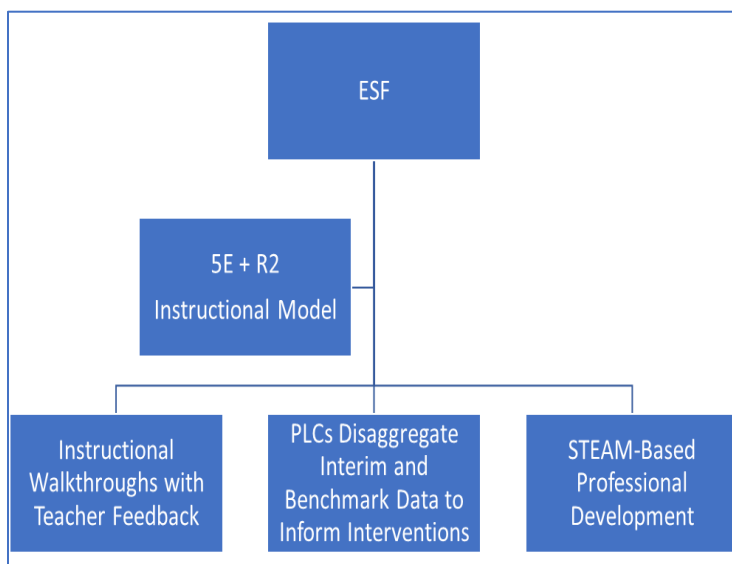 ESF
5E + R2
Instructional Model
Instructional
Walkthroughs with
Teacher Feedback
PLCs Disaggregate
Interim and
Benchmark Data to
Inform Interventions
STEAM-Based
Professional
Development